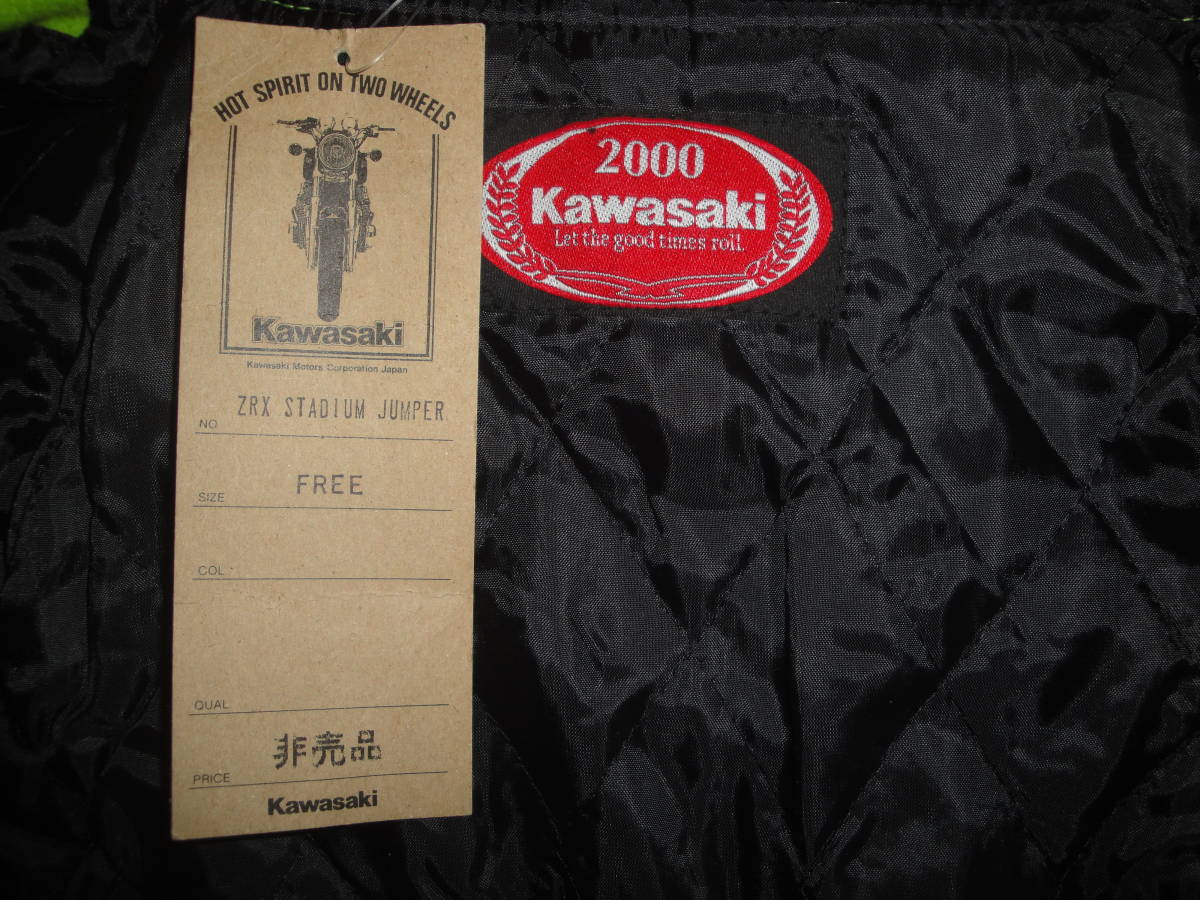 HOT SPIRIT ON TWO WHEELS
Kawasaki
Kawasaki Motors Corporation Japan
NO ZRX STADIUM JUMPER
SIZE FREE
COL
QUAL
PRICE 非売品
Kawasaki
2000
Kawasaki
Let the good times roll.